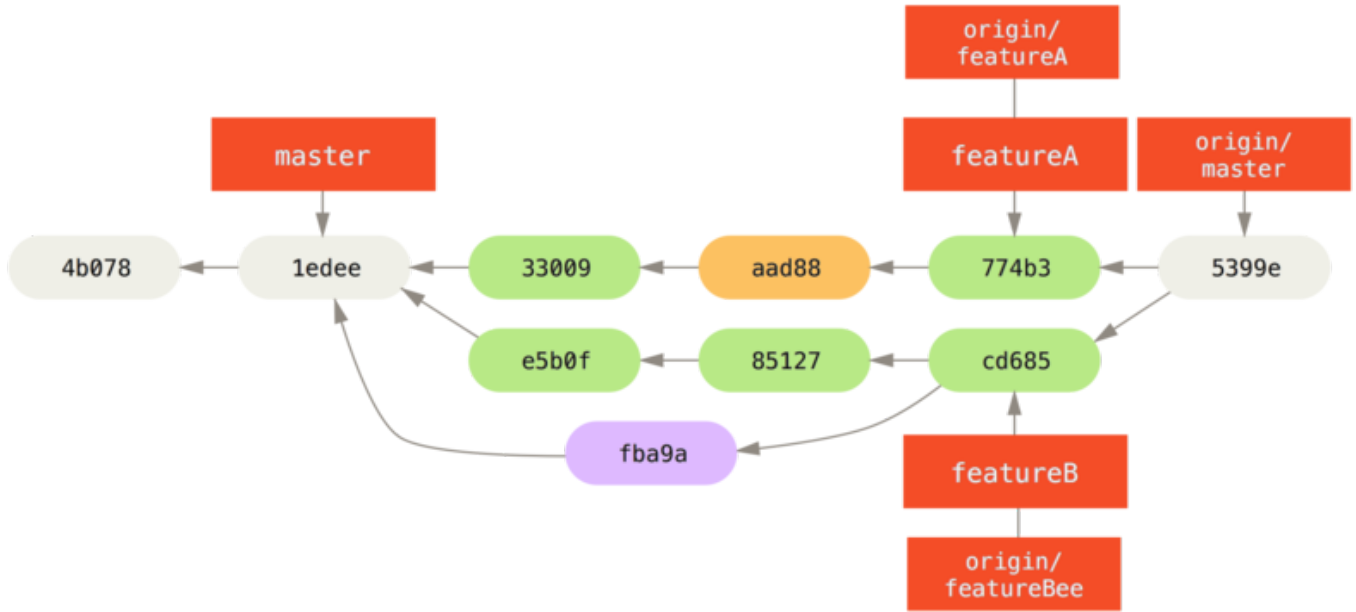 origin/
featureA
master
featureA
origin/
master
4b078
1edee
33009
aad88
774b3
5399e
e5b0f
85127
cd685
fba9a
featureB
origin/
featureBee